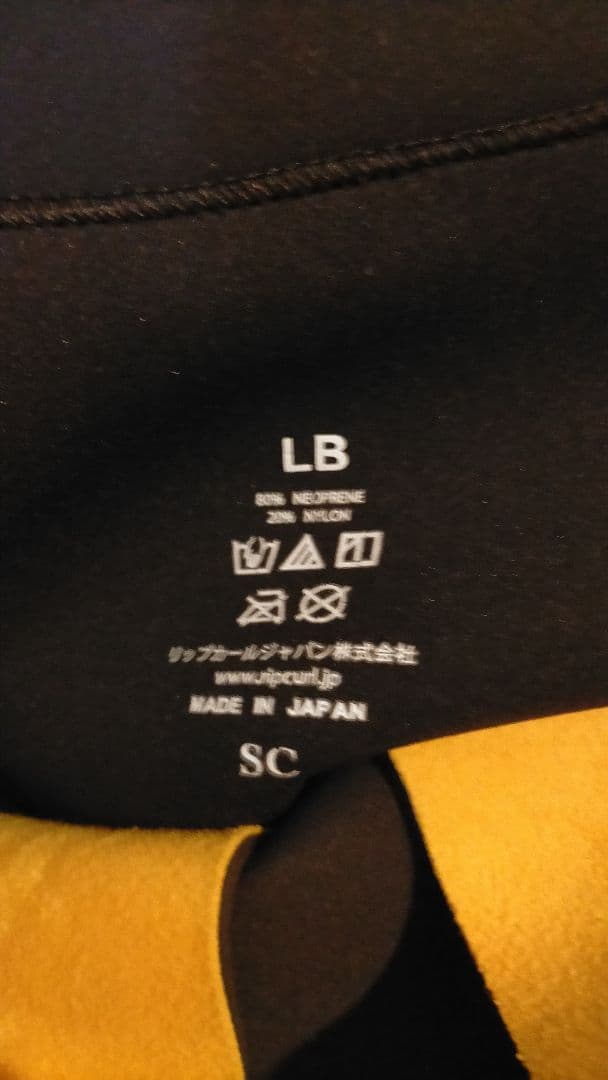 LB
80% NEOPRENE
20% NYLON
リップカールジャパン株式会社
www.ripcurl.jp
MADE IN JAPAN
SC